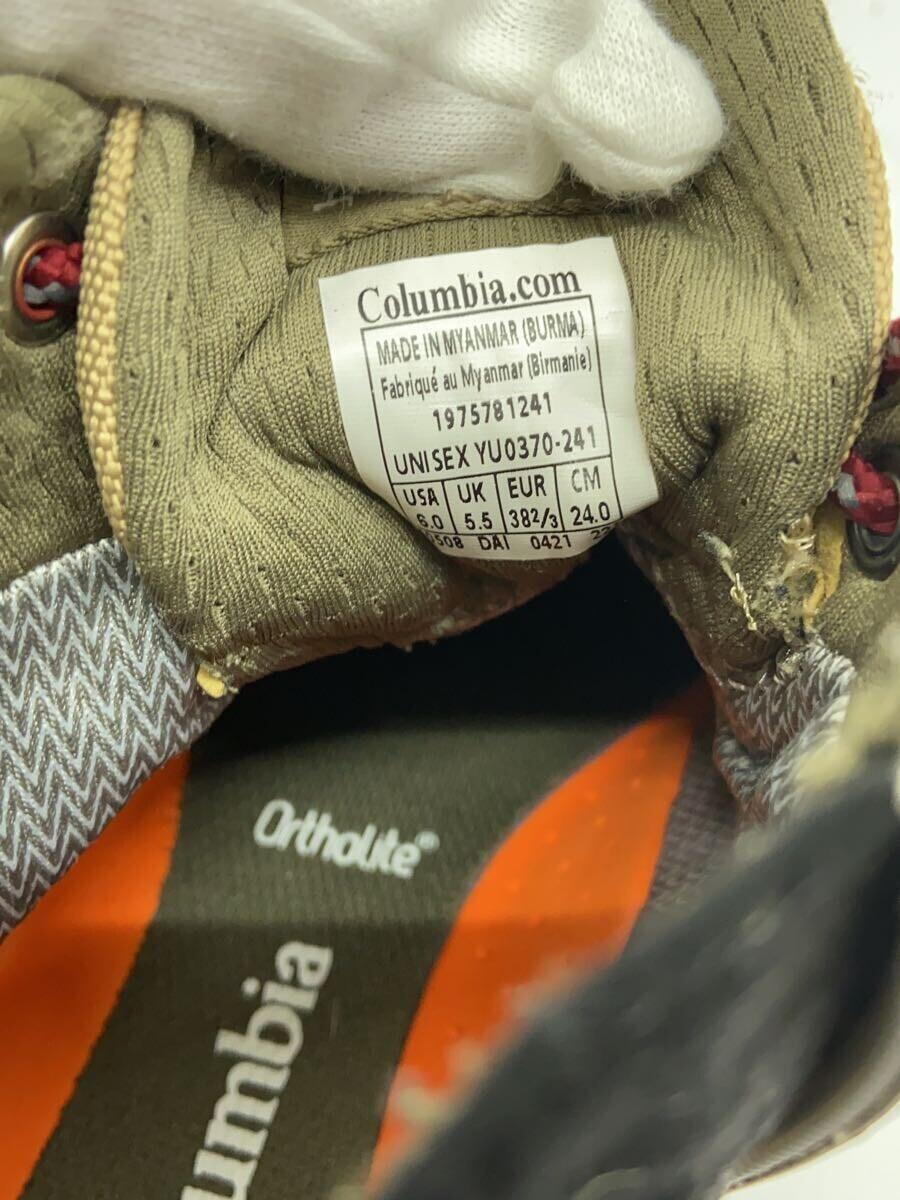 Columbia.com
MADE IN MYANMAR (BURMA)
Fabriqué au Myanmar (Birmanie)
1975781241
UNISEX YU0370-241
USA UK EUR CM
6.0 5.5 38 2/3 24.0
DAI 0421
Ortholite®
umbia